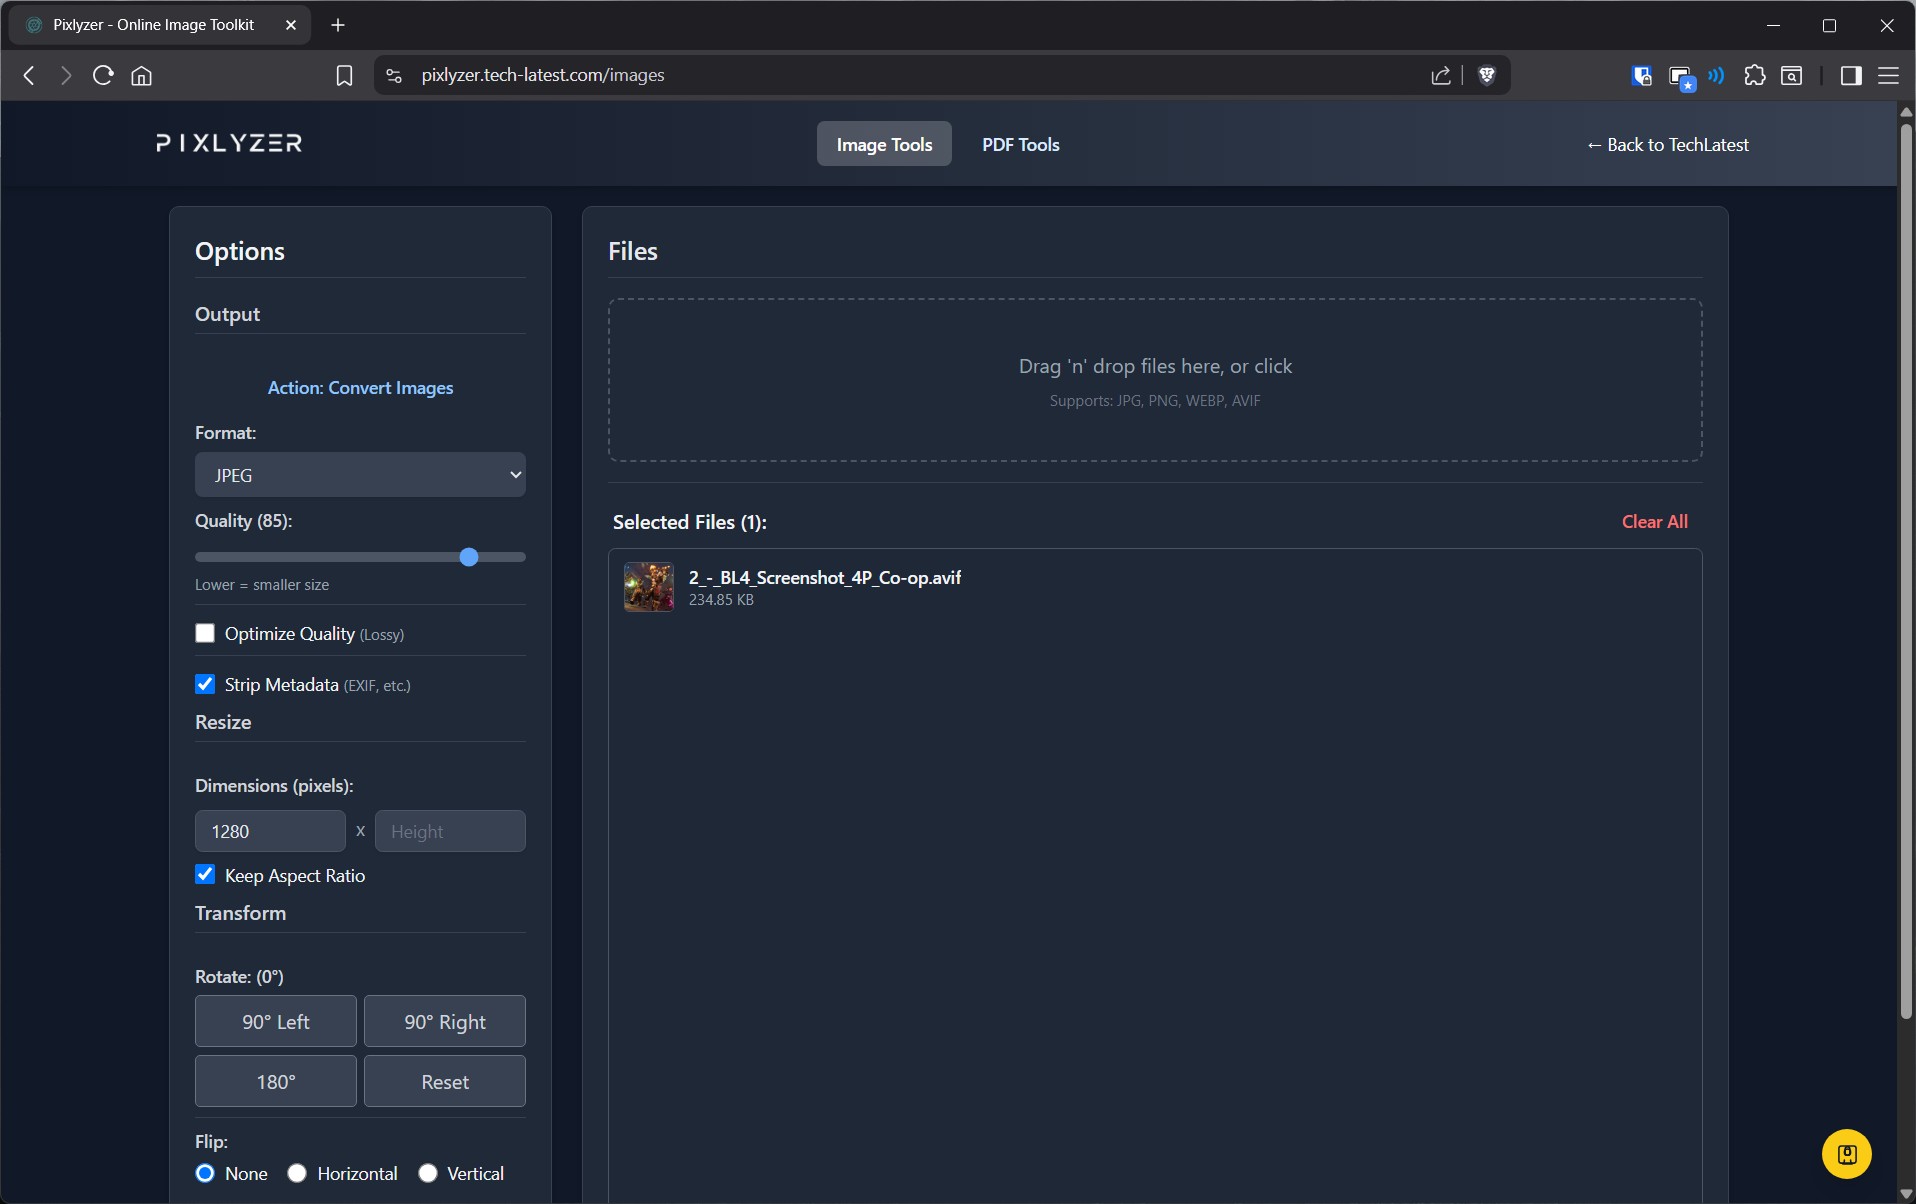 Pixlyzer - Online Image Toolkit
pixlyzer.tech-latest.com/images
PIXLYZER
Image Tools
PDF Tools
← Back to TechLatest
Options
Output
Action: Convert Images
Format:
JPEG
Quality (85):
Lower = smaller size
Optimize Quality (Lossy)
Strip Metadata (EXIF, etc.)
Resize
Dimensions (pixels):
1280 x Height
Keep Aspect Ratio
Transform
Rotate: (0°)
90° Left
90° Right
180°
Reset
Flip:
None Horizontal Vertical
Files
Drag 'n' drop files here, or click
Supports: JPG, PNG, WEBP, AVIF
Selected Files (1):
Clear All
2_-_BL4_Screenshot_4P_Co-op.avif
234.85 KB